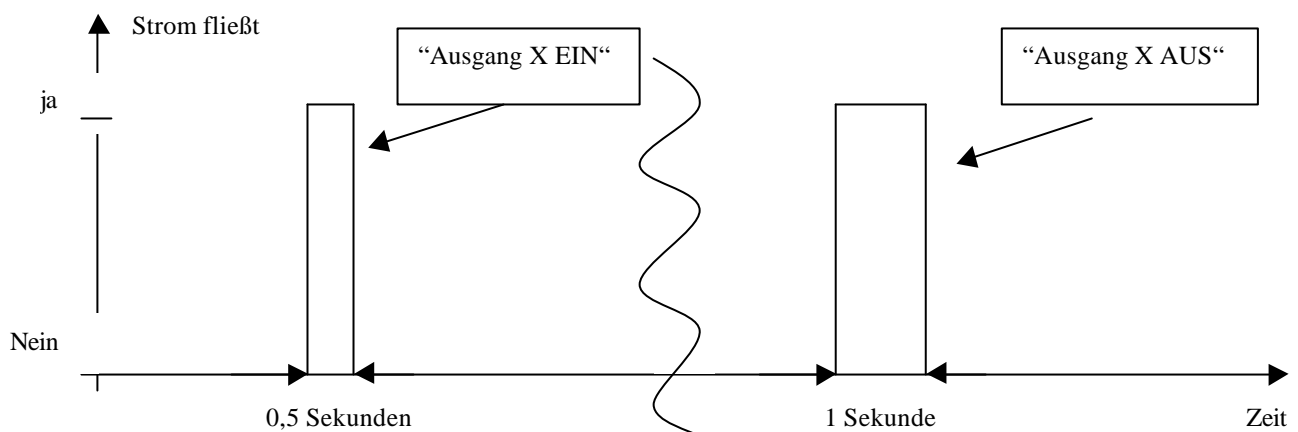 Strom fließt
“Ausgang X EIN“
“Ausgang X AUS“
ja
Nein
0,5 Sekunden
1 Sekunde
Zeit